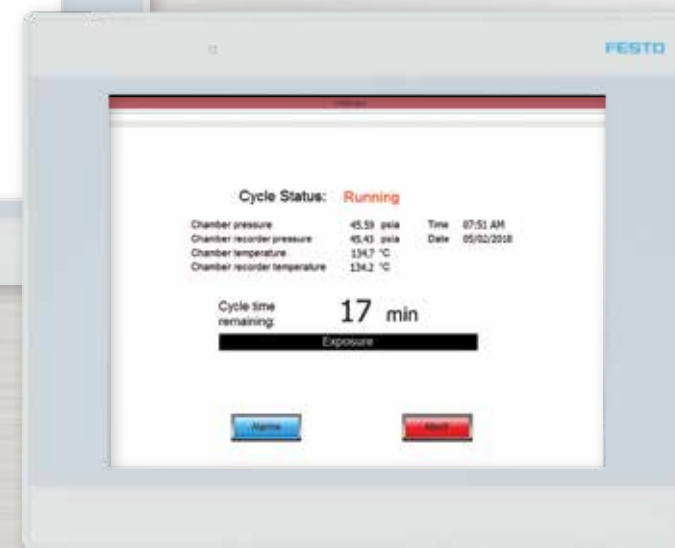 FESTO
Cycle Status: Running
Chamber pressure 45.59 psia Time 07:51 AM
Chamber recorder pressure 45.43 psia Date 05/02/2018
Chamber temperature 134.7 °C
Chamber recorder temperature 134.2 °C
Cycle time
remaining: 17 min
Exposure
Alarms
Abort